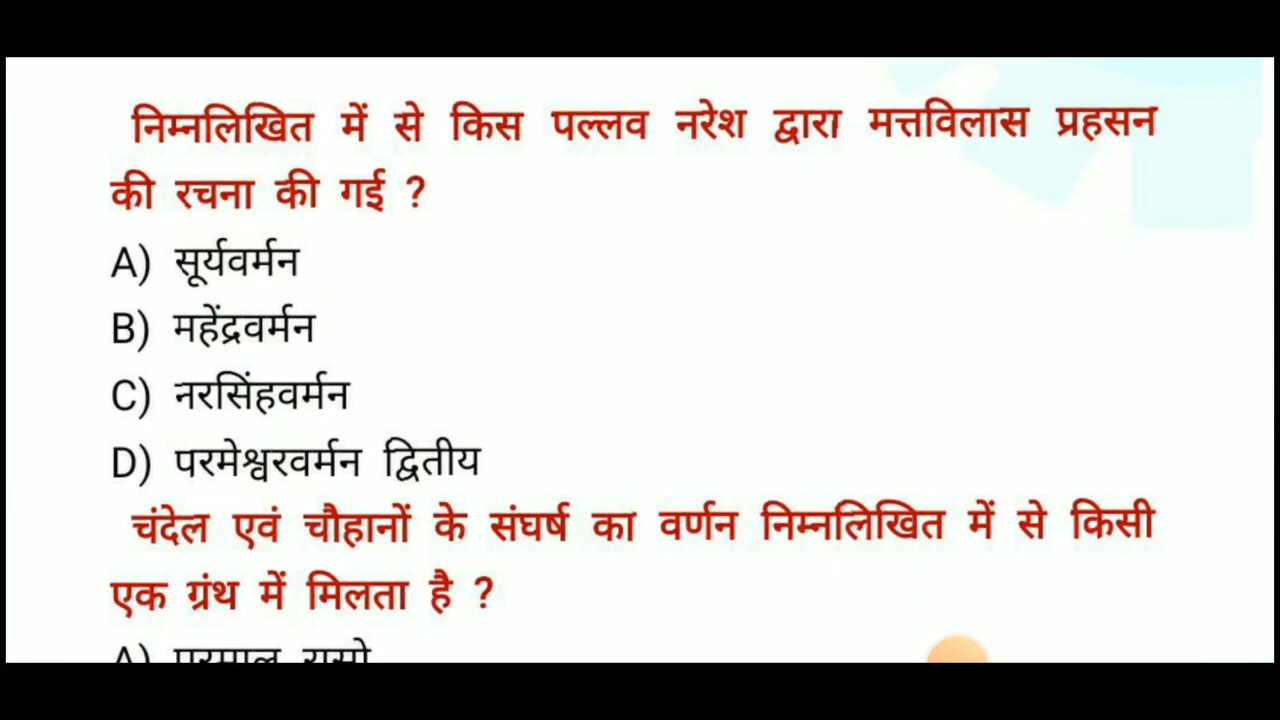 निम्नलिखित में से किस पल्लव नरेश द्वारा मत्तविलास प्रहसन
की रचना की गई ?
A) सूर्यवर्मन
B) महेंद्रवर्मन
C) नरसिंहवर्मन
D) परमेश्वरवर्मन द्वितीय
चंदेल एवं चौहानों के संघर्ष का वर्णन निम्नलिखित में से किसी
एक ग्रंथ में मिलता है ?
A) परमाल रासो